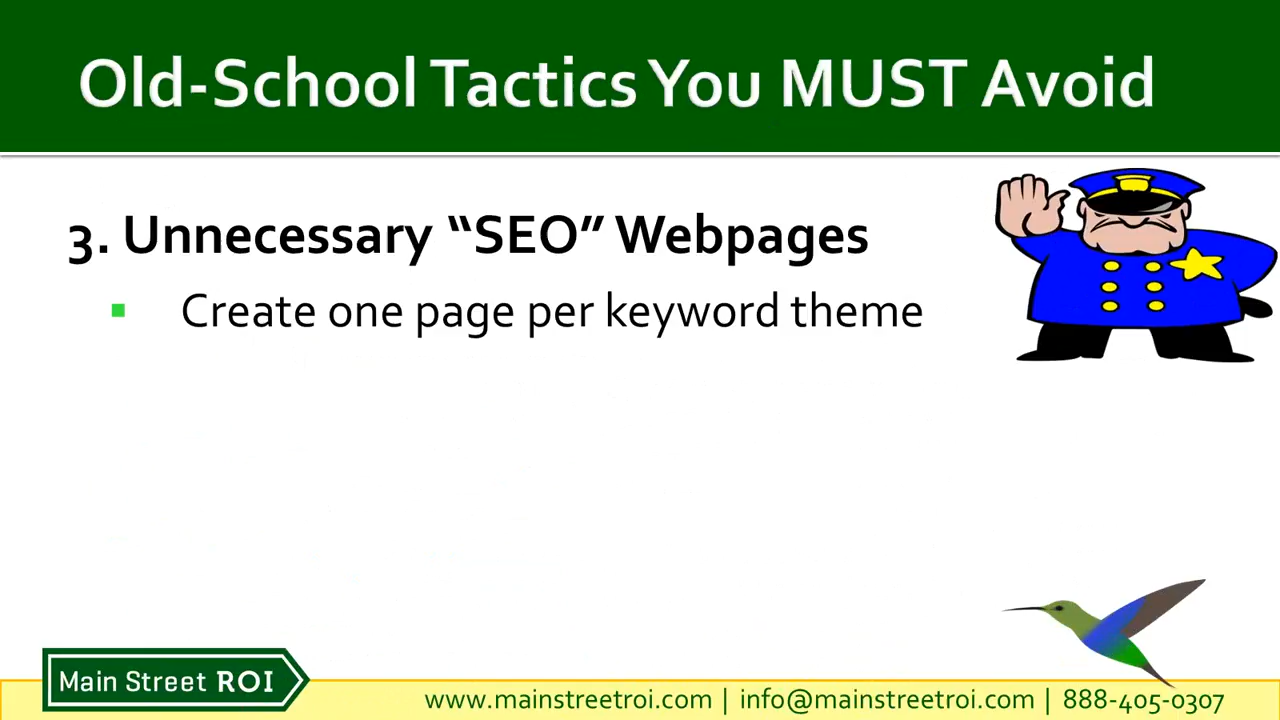 Old-School Tactics You MUST Avoid
3. Unnecessary “SEO” Webpages
Create one page per keyword theme
Main Street ROI
www.mainstreetroi.com | info@mainstreetroi.com | 888-405-0307